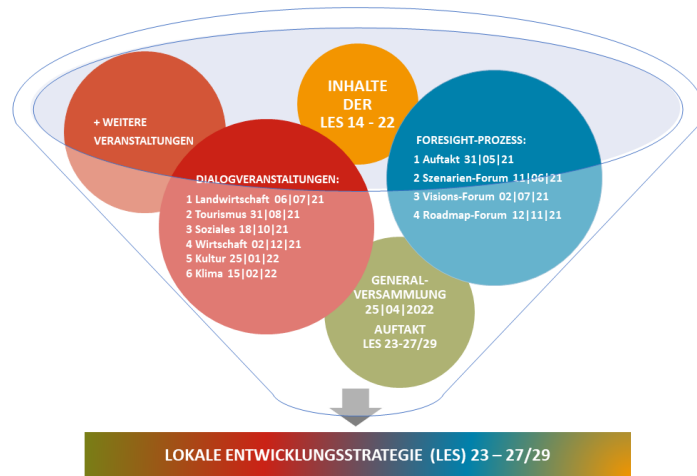 INHALTE
DER
LES 14 - 22
+ WEITERE
VERANSTALTUNGEN
FORESIGHT-PROZESS:
1 Auftakt 31|05|21
2 Szenarien-Forum 11|06|21
3 Visions-Forum 02|07|21
4 Roadmap-Forum 12|11|21
DIALOGVERANSTALTUNGEN:
1 Landwirtschaft 06|07|21
2 Tourismus 31|08|21
3 Soziales 18|10|21
4 Wirtschaft 02|12|21
5 Kultur 25|01|22
6 Klima 15|02|22
GENERAL-
VERSAMMLUNG
25|04|2022
AUFTAKT
LES 23-27/29
LOKALE ENTWICKLUNGSSTRATEGIE (LES) 23 – 27/29